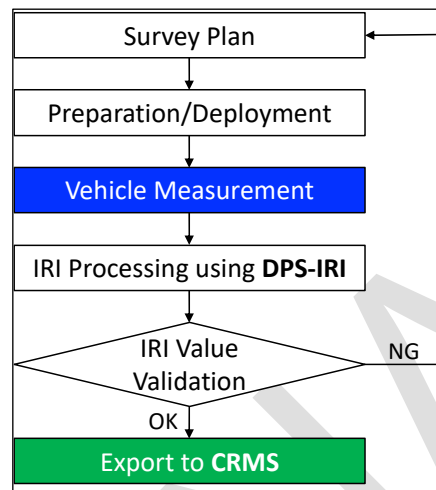 Survey Plan
Preparation/Deployment
Vehicle Measurement
IRI Processing using DPS-IRI
IRI Value
Validation
NG
OK
Export to CRMS